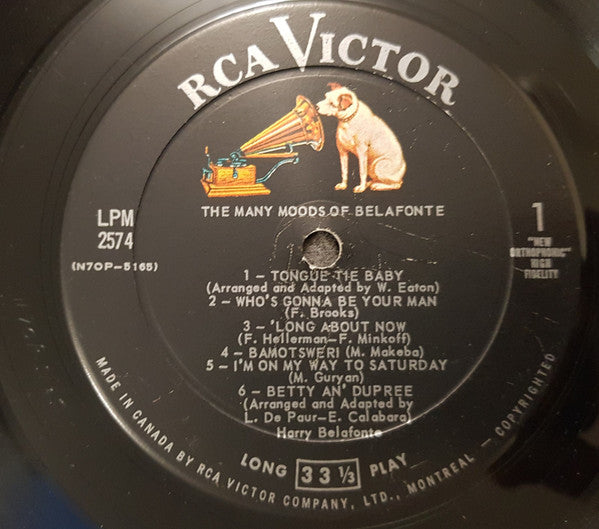 RCA VICTOR
THE MANY MOODS OF BELAFONTE
LPM
2574
(N7OP-5165)
1
"NEW
ORTHOPHONIC"
HIGH
FIDELITY
1 – TONGUE TIE BABY
(Arranged and Adapted by W. Eaton)
2 – WHO'S GONNA BE YOUR MAN
(F. Brooks)
3 – 'LONG ABOUT NOW
(F. Hellerman–F. Minkoff)
4 – BAMOTSWERI (M. Makeba)
5 – I'M ON MY WAY TO SATURDAY
(M. Guryan)
6 – BETTY AN' DUPREE
(Arranged and Adapted by
L. De Paur–E. Calabara)
Harry Belafonte
LONG 33 1/3 PLAY
MADE IN CANADA BY RCA VICTOR COMPANY, LTD., MONTREAL – COPYRIGHTED